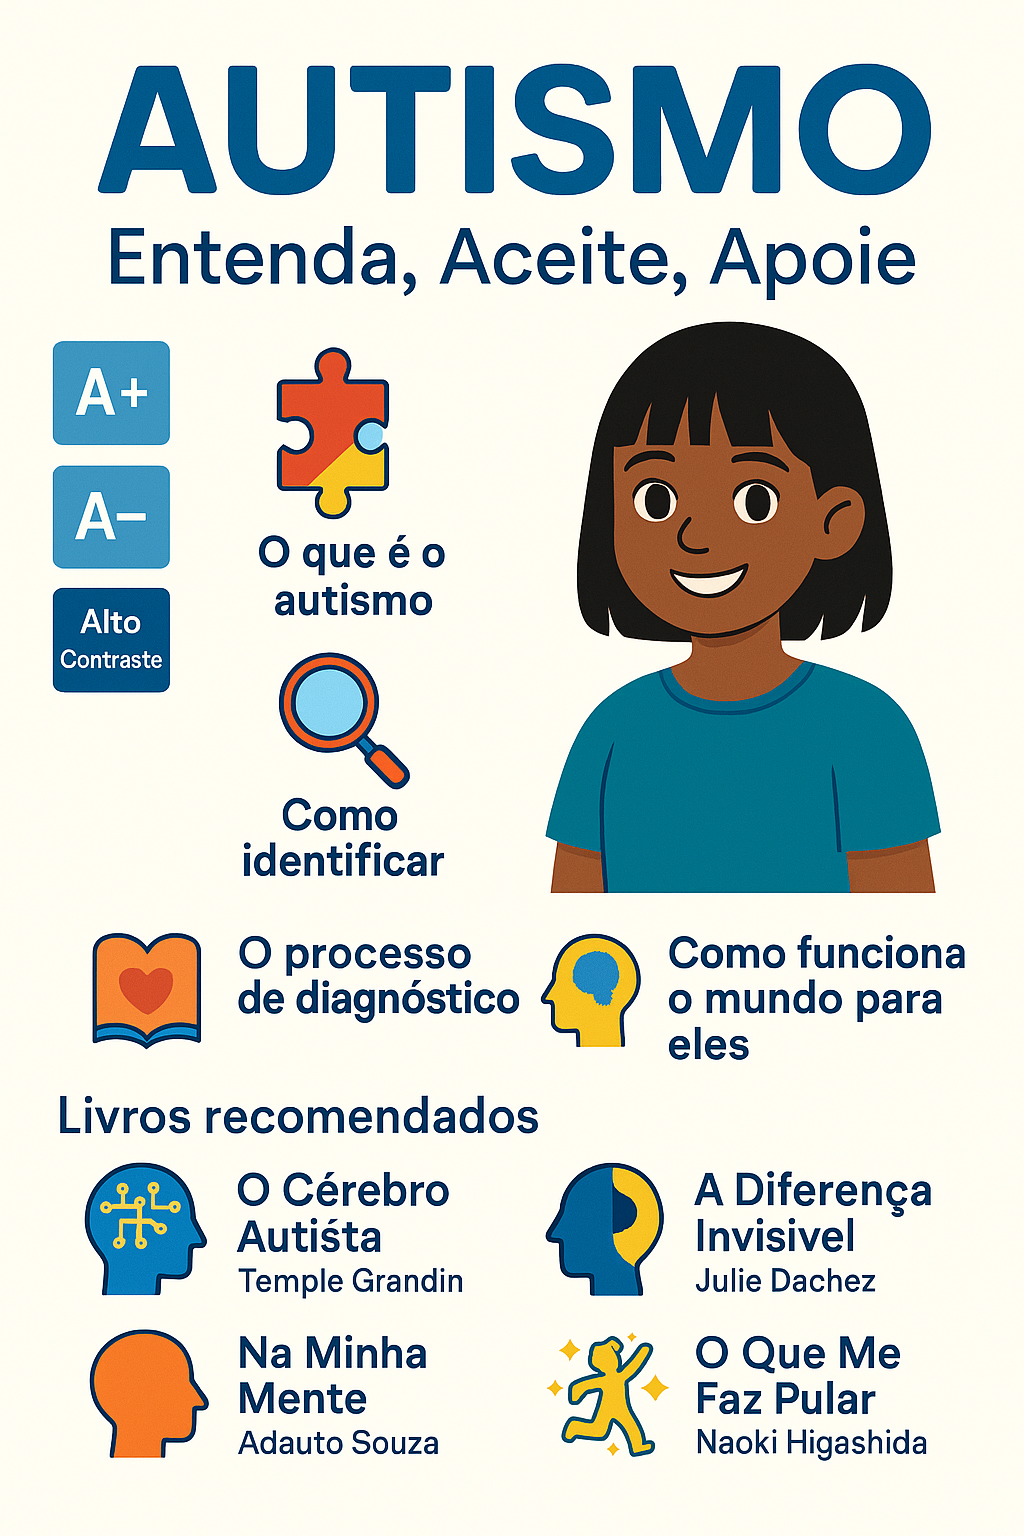 AUTISMO
Entenda, Aceite, Apoie
A+
A–
Alto
Contraste
O que é o
autismo
Como
identificar
O processo
de diagnóstico
Como funciona
o mundo para
eles
Livros recomendados
O Cérebro
Autiśta
Temple Grandin
A Diferença
Invisivel
Julie Dachez
Na Minha
Mente
Adauto Souza
O Que Me
Faz Pular
Naoki Higashida